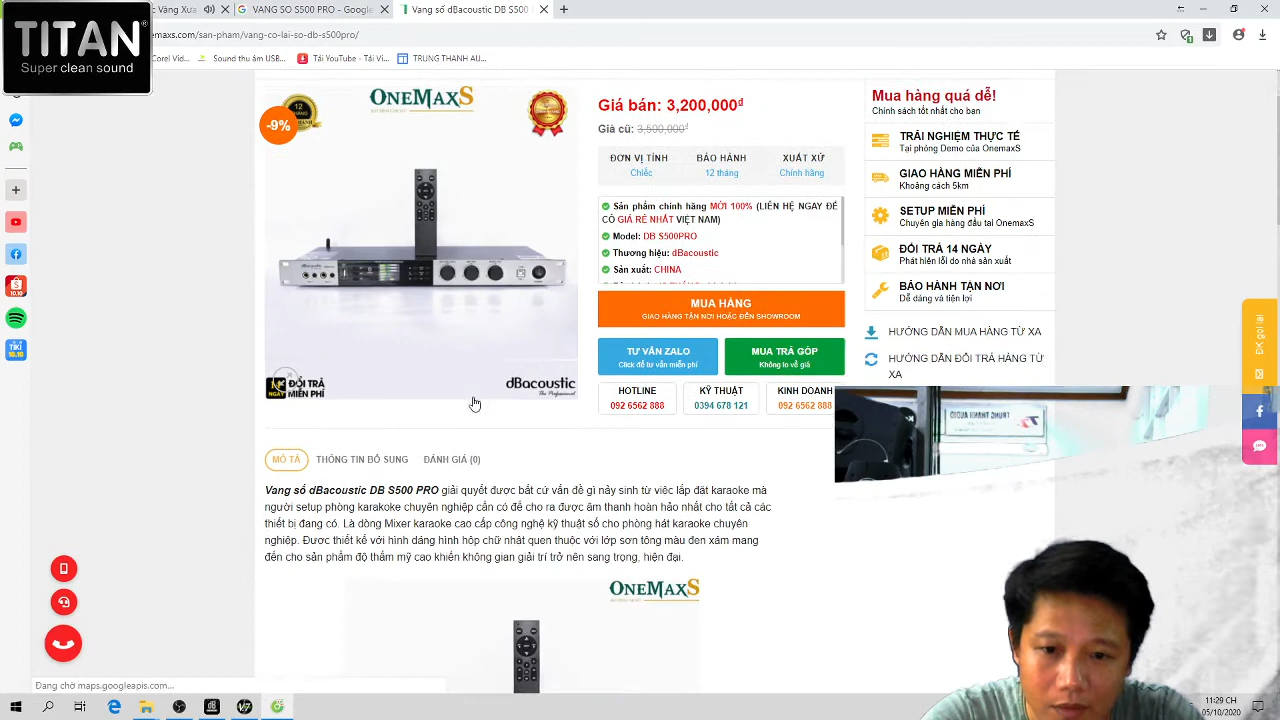 TITAN®
Super clean sound
Vang Xưa
VANG SO S500 PRO - Google
Vang số dBacoustic DB S500
maxs.com/san-pham/vang-co-lai-so-db-s500pro/
Corel Vid...
Sound thu âm USB...
Tải YouTube - Tải Vi...
TRUNG THANH AU...
-9%
12
ONEMAXS
NGÀY
ĐỔI TRẢ
MIỄN PHÍ
dBacoustic
The Professional
Giá bán: 3,200,000đ
Giá cũ: 3,500,000đ
ĐƠN VỊ TÍNH
BẢO HÀNH
XUẤT XỨ
Chiếc
12 tháng
Chính hãng
Sản phẩm chính hãng MỚI 100% (LIÊN HỆ NGAY ĐỂ
CÓ GIÁ RẺ NHẤT VIỆT NAM)
Model: DB S500PRO
Thương hiệu: dBacoustic
Sản xuất: CHINA
MUA HÀNG
GIAO HÀNG TẬN NƠI HOẶC ĐẾN SHOWROOM
TƯ VẤN ZALO
Click để tư vấn miễn phí
MUA TRẢ GÓP
Không lo về giá
HOTLINE
092 6562 888
KỸ THUẬT
0394 678 121
KINH DOANH
092 6562 888
Mua hàng quá dễ!
Chính sách tốt nhất cho bạn
TRẢI NGHIỆM THỰC TẾ
Tại phòng Demo của OnemaxS
GIAO HÀNG MIỄN PHÍ
Khoảng cách 5km
SETUP MIỄN PHÍ
Chuyên gia hàng đầu tại OnemaxS
ĐỔI TRẢ 14 NGÀY
Phát hiện lỗi do nhà sản xuất
BẢO HÀNH TẬN NƠI
Dễ dàng và tiện lợi
HƯỚNG DẪN MUA HÀNG TỪ XA
HƯỚNG DẪN ĐỔI TRẢ HÀNG TỪ
XA
ĐK gọi lại
MÔ TẢ
THÔNG TIN BỔ SUNG
ĐÁNH GIÁ (0)
Vang số dBacoustic DB S500 PRO giải quyết được bất cứ vấn đề gì nảy sinh từ việc lắp đặt karaoke mà
người setup phòng karaoke chuyên nghiệp cần có để cho ra được âm thanh hoàn hảo nhất cho tất cả các
thiết bị đang có. Là dòng Mixer karaoke cao cấp công nghệ kỹ thuật số cho phòng hát karaoke chuyên
nghiệp. Được thiết kế với hình dáng hình hộp chữ nhật quen thuộc với lớp sơn tông màu đen xám mang
đến cho sản phẩm độ thẩm mỹ cao khiến không gian giải trí trở nên sang trọng, hiện đại.
ONEMAXS
TRUNG THANH AUDIO
Đang chờ maps.googleapis.com...
11:29 CH
05/10/2020